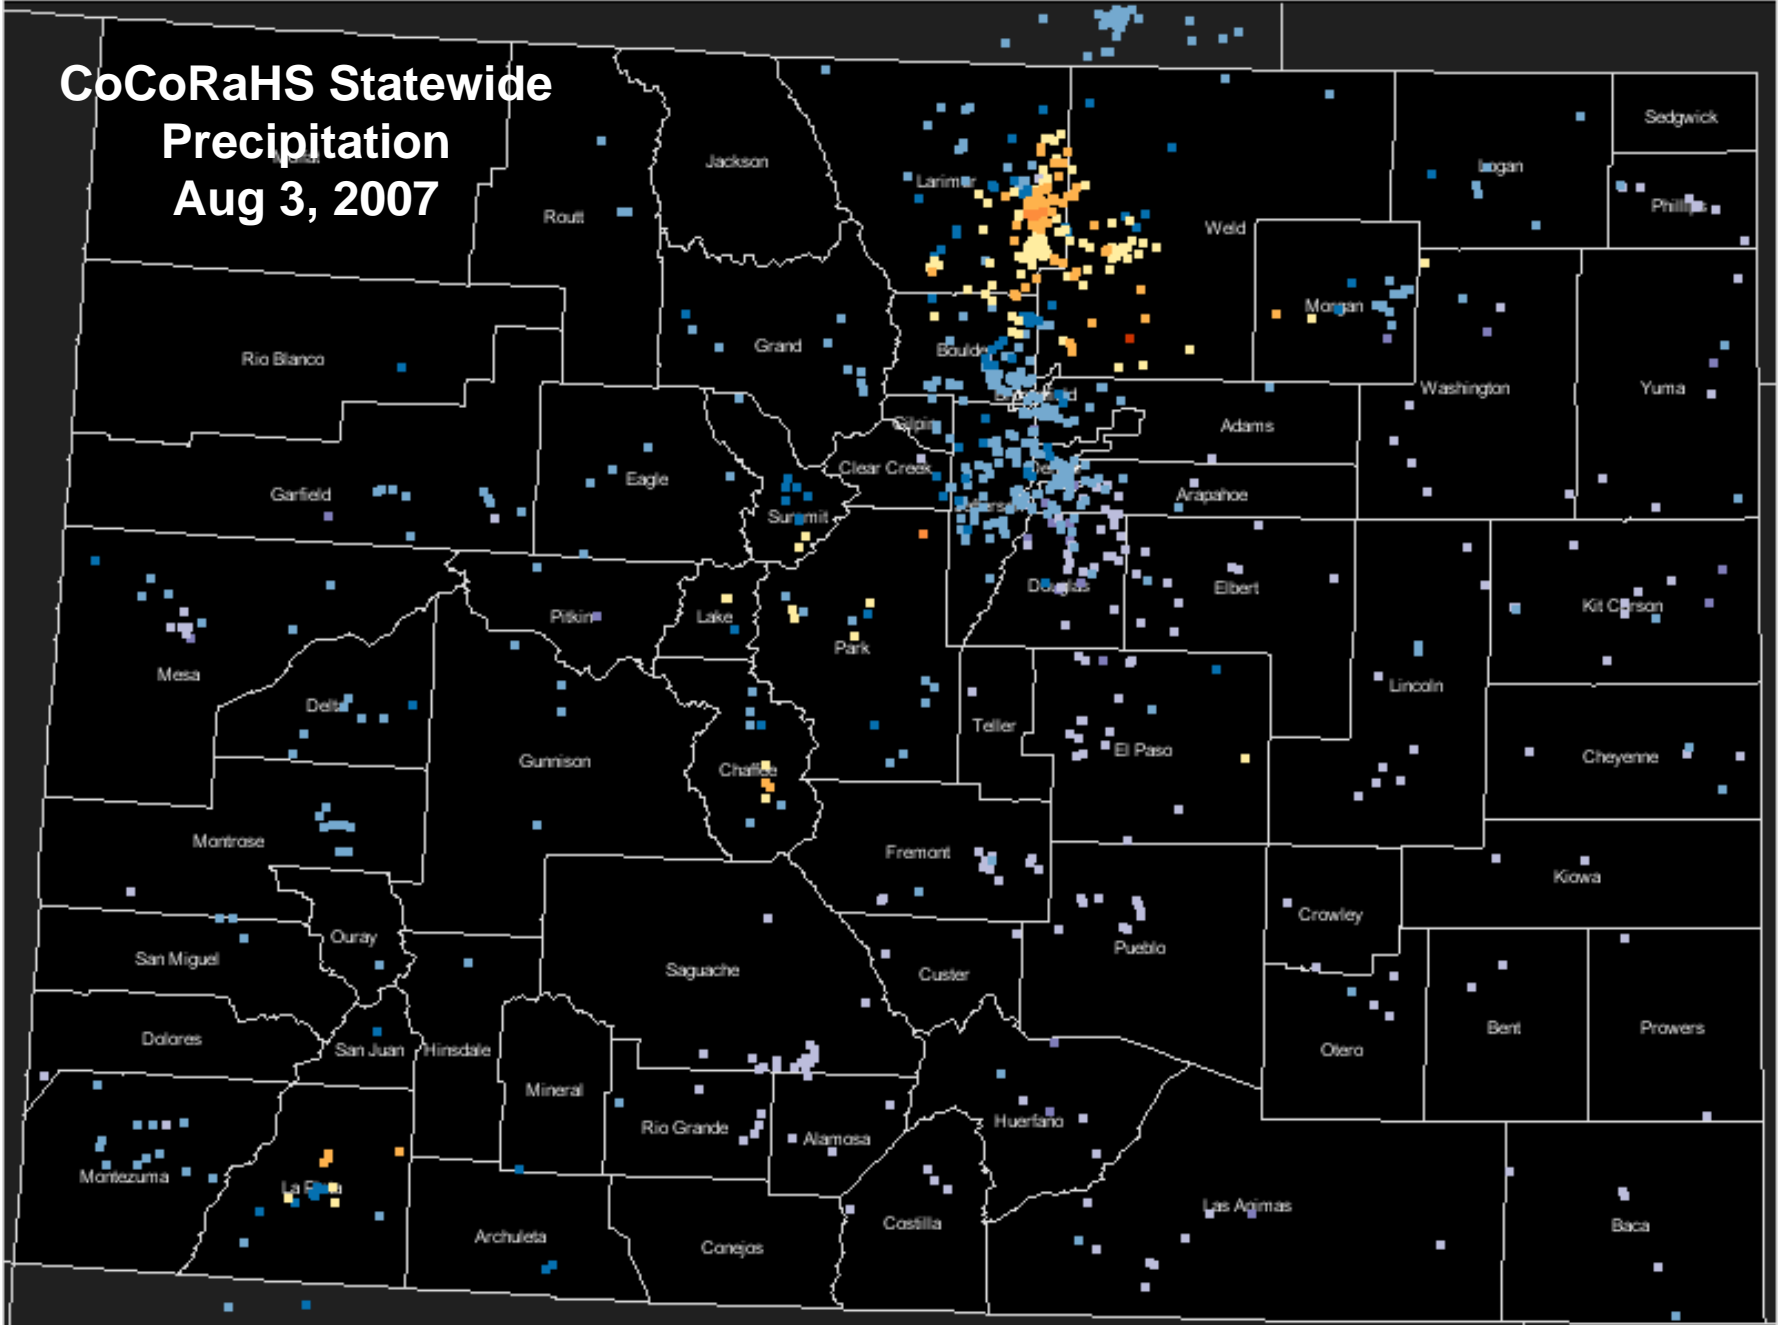 CoCoRaHS Statewide
Precipitation
Aug 3, 2007
Sedgwick
Jackson
Logan
Larimer
Phillips
Routt
Weld
Morgan
Grand
Boulder
Rio Blanco
Washington
Yuma
Gilpin
Adams
Clear Creek
Eagle
Garfield
Arapahoe
Summit
Douglas
Elbert
Kit Carson
Pitkin
Lake
Park
Mesa
Lincoln
Delta
Teller
El Paso
Gunnison
Chaffee
Cheyenne
Montrose
Fremont
Kiowa
Crowley
Ouray
Pueblo
San Miguel
Saguache
Custer
Bent
Prowers
Dolores
San Juan
Hinsdale
Otero
Mineral
Rio Grande
Alamosa
Huerfano
Montezuma
La Plata
Las Animas
Costilla
Baca
Archuleta
Conejos